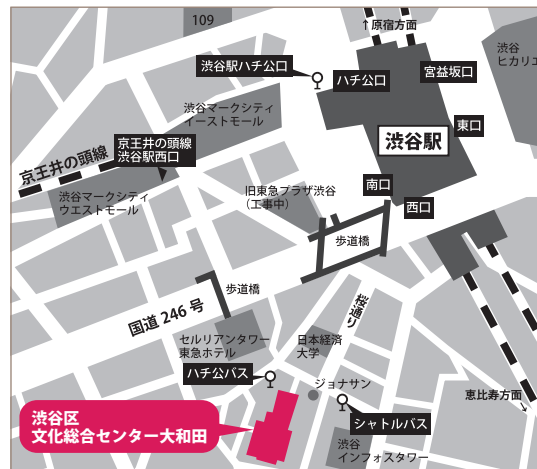 109
↑原宿方面
渋谷
ヒカリエ
渋谷駅ハチ公口
ハチ公口
宮益坂口
渋谷マークシティ
イーストモール
東口
渋谷駅
京王井の頭線
京王井の頭線
渋谷駅西口
渋谷マークシティ
ウエストモール
旧東急プラザ渋谷
(工事中)
南口
西口
歩道橋
歩道橋
国道246号
桜通り
セルリアンタワー
東急ホテル
日本経済
大学
ハチ公バス
ジョナサン
恵比寿方面
↘
シャトルバス
渋谷区
文化総合センター大和田
渋谷
インフォスタワー